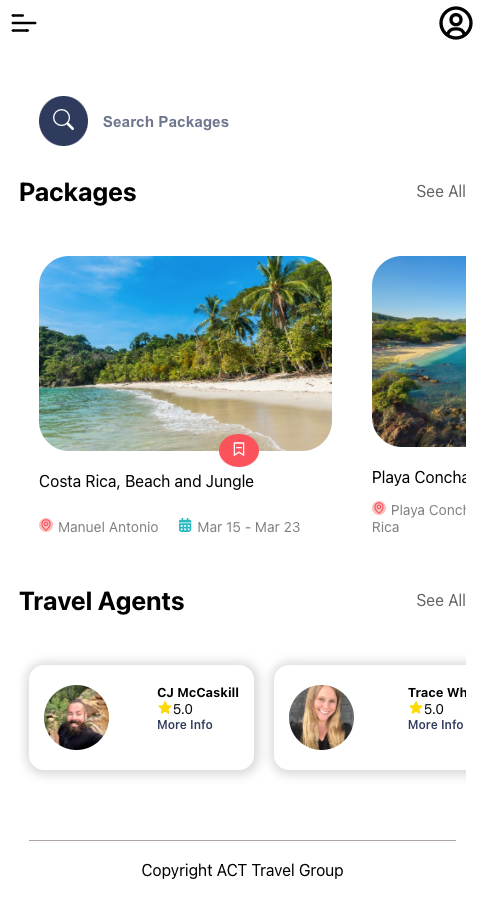 Search Packages
Packages
See All
Costa Rica, Beach and Jungle
Manuel Antonio
Mar 15 - Mar 23
Playa Concha
Playa Conch
Rica
Travel Agents
See All
CJ McCaskill
5.0
More Info
Trace Wh
5.0
More Info
Copyright ACT Travel Group